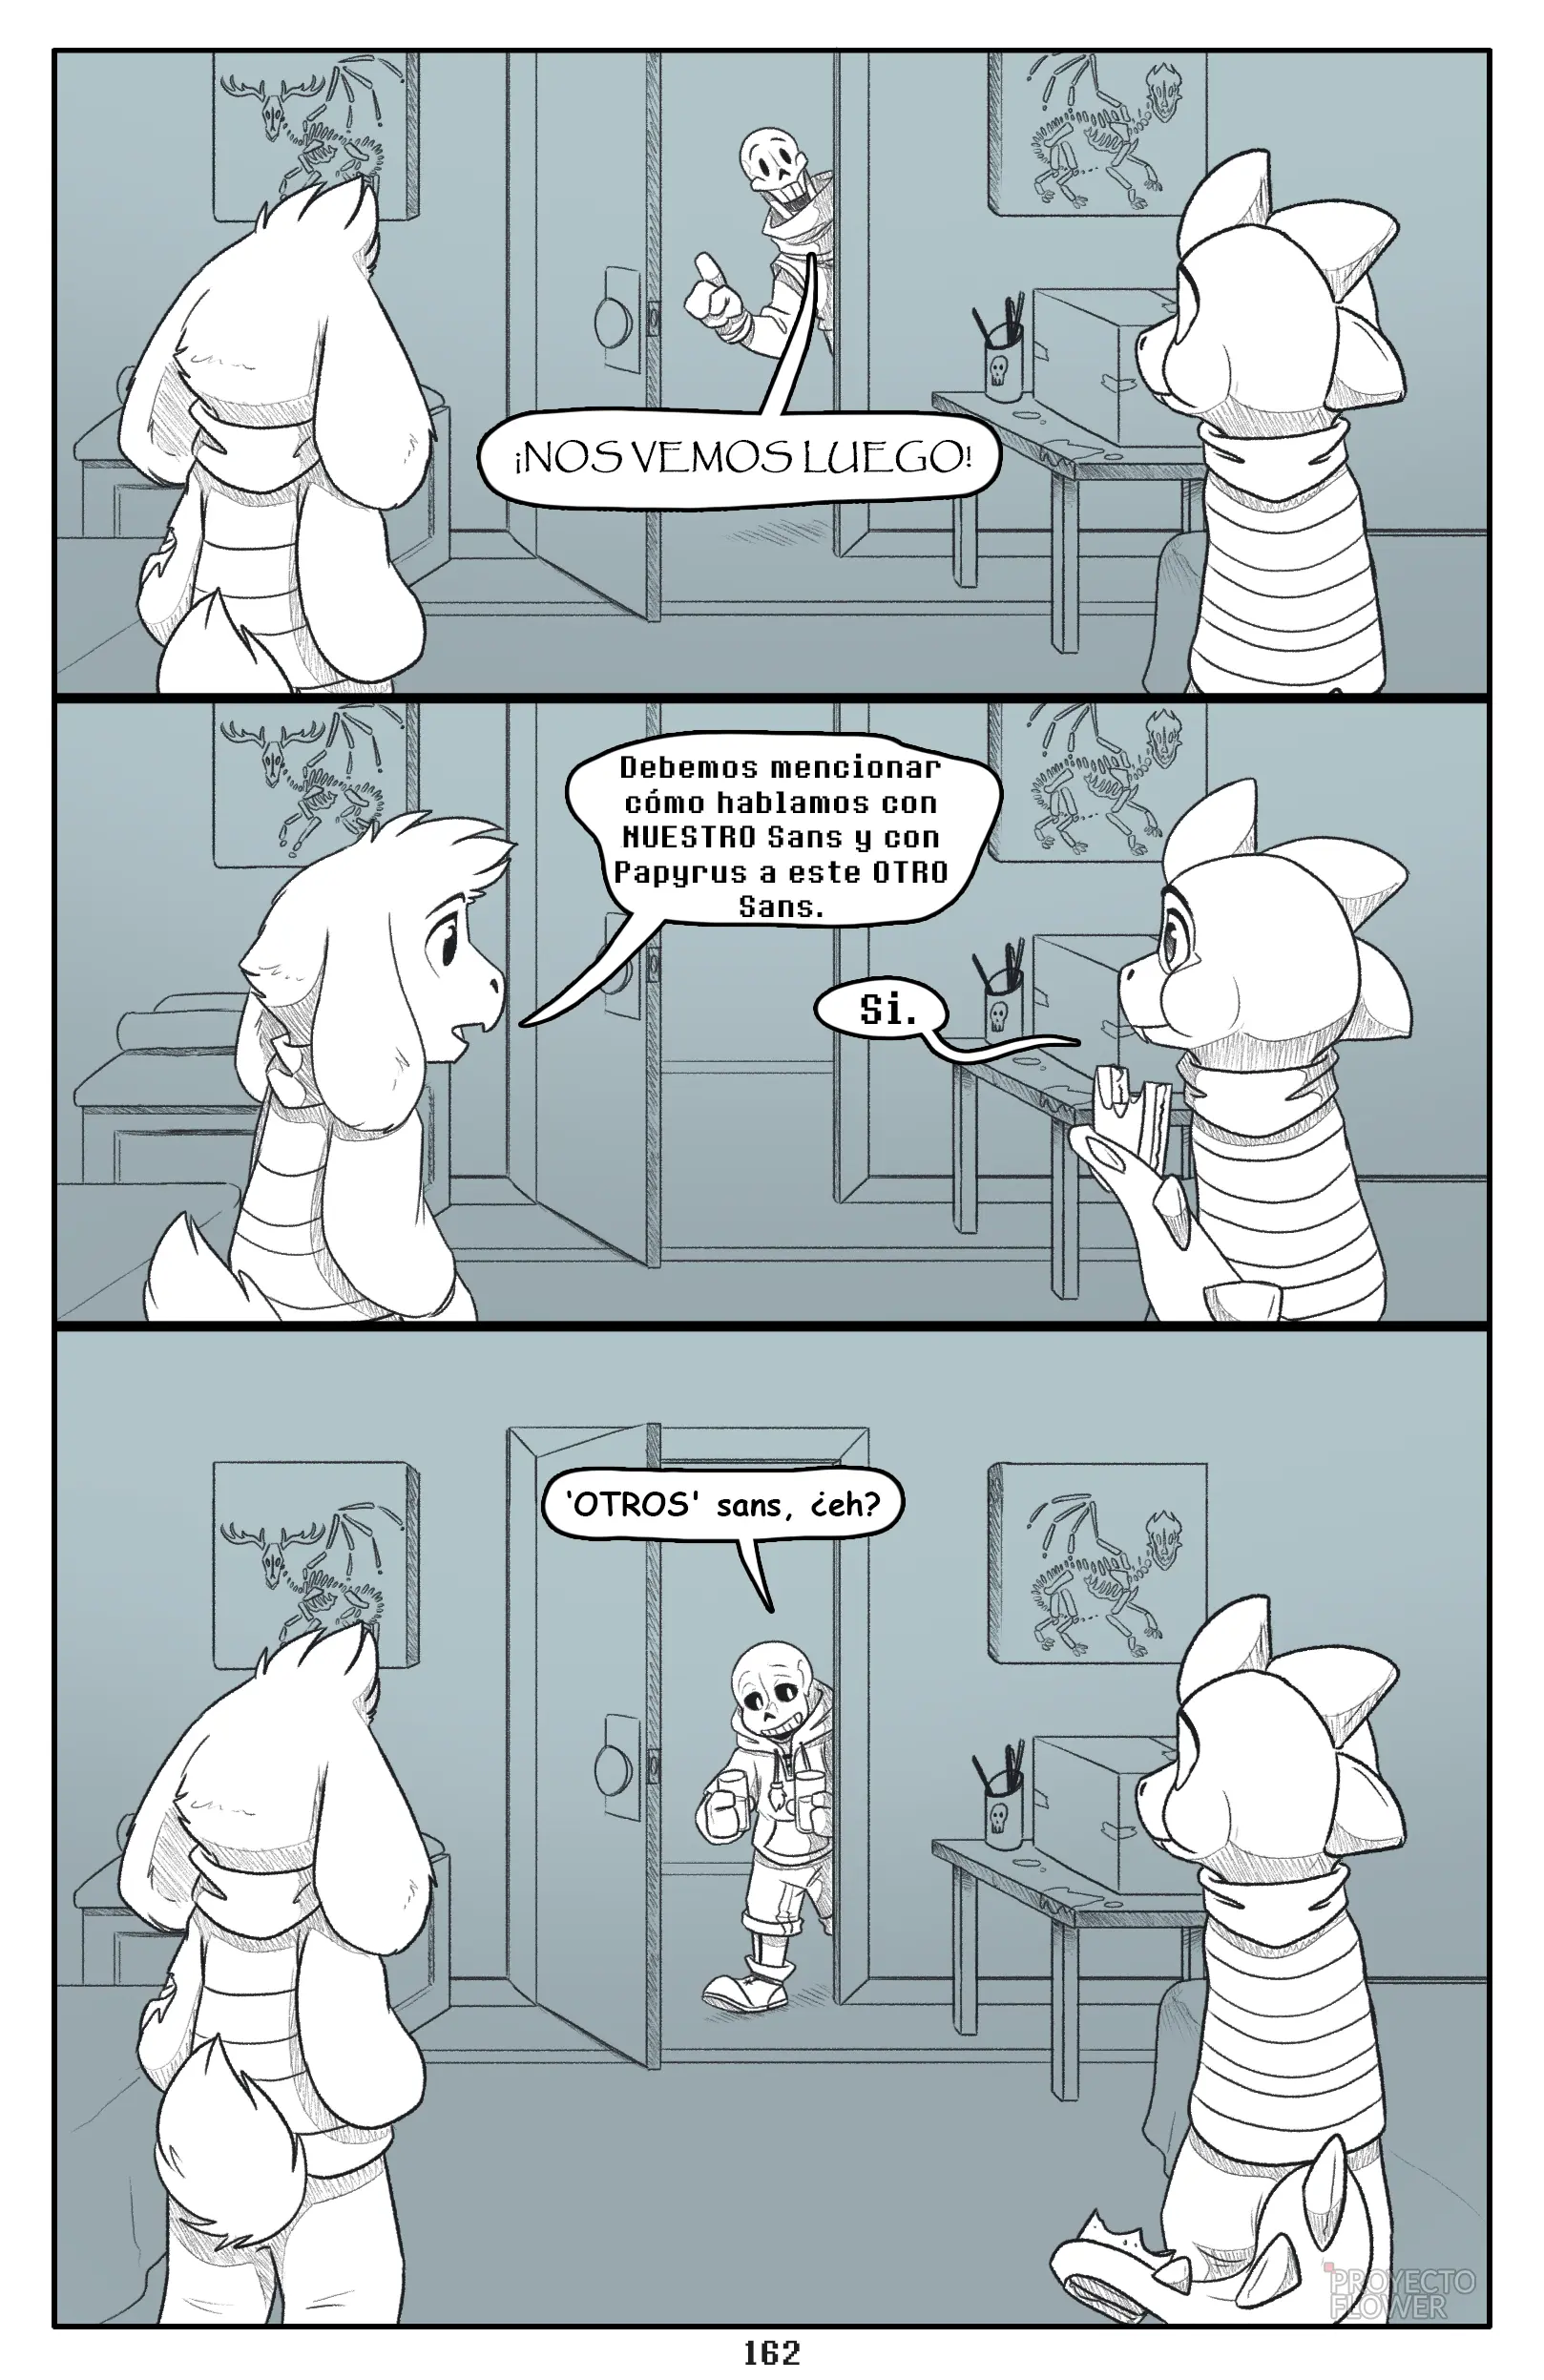 ¡NOS VEMOS LUEGO!
Debemos mencionar
cómo hablamos con
NUESTRO Sans y con
Papyrus a este OTRO
Sans.
Si.
'OTROS' sans, ¿eh?
PROYECTO
FLOWER
162